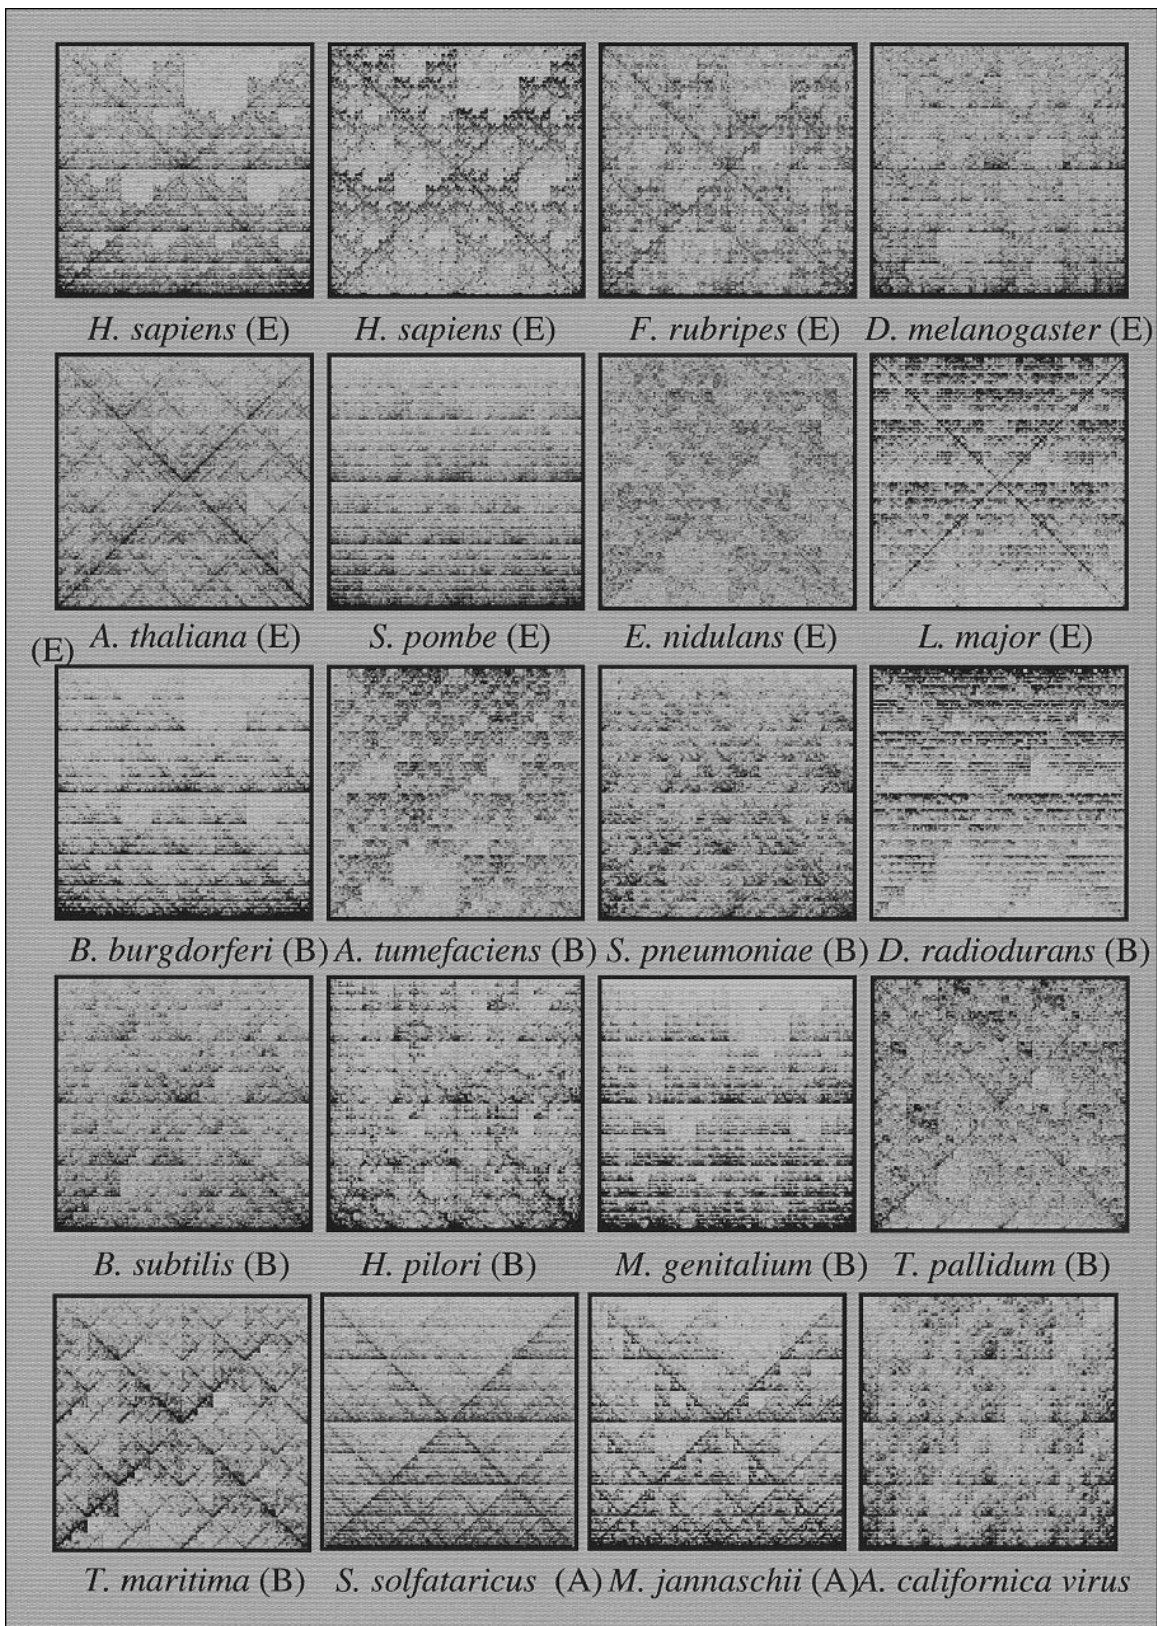 H. sapiens (E) H. sapiens (E) F. rubripes (E) D. melanogaster (E)
A. thaliana (E) S. pombe (E) E. nidulans (E) L. major (E)
(E)
B. burgdorferi (B) A. tumefaciens (B) S. pneumoniae (B) D. radiodurans (B)
B. subtilis (B) H. pilori (B) M. genitalium (B) T. pallidum (B)
T. maritima (B) S. solfataricus (A) M. jannaschii (A) A. californica virus